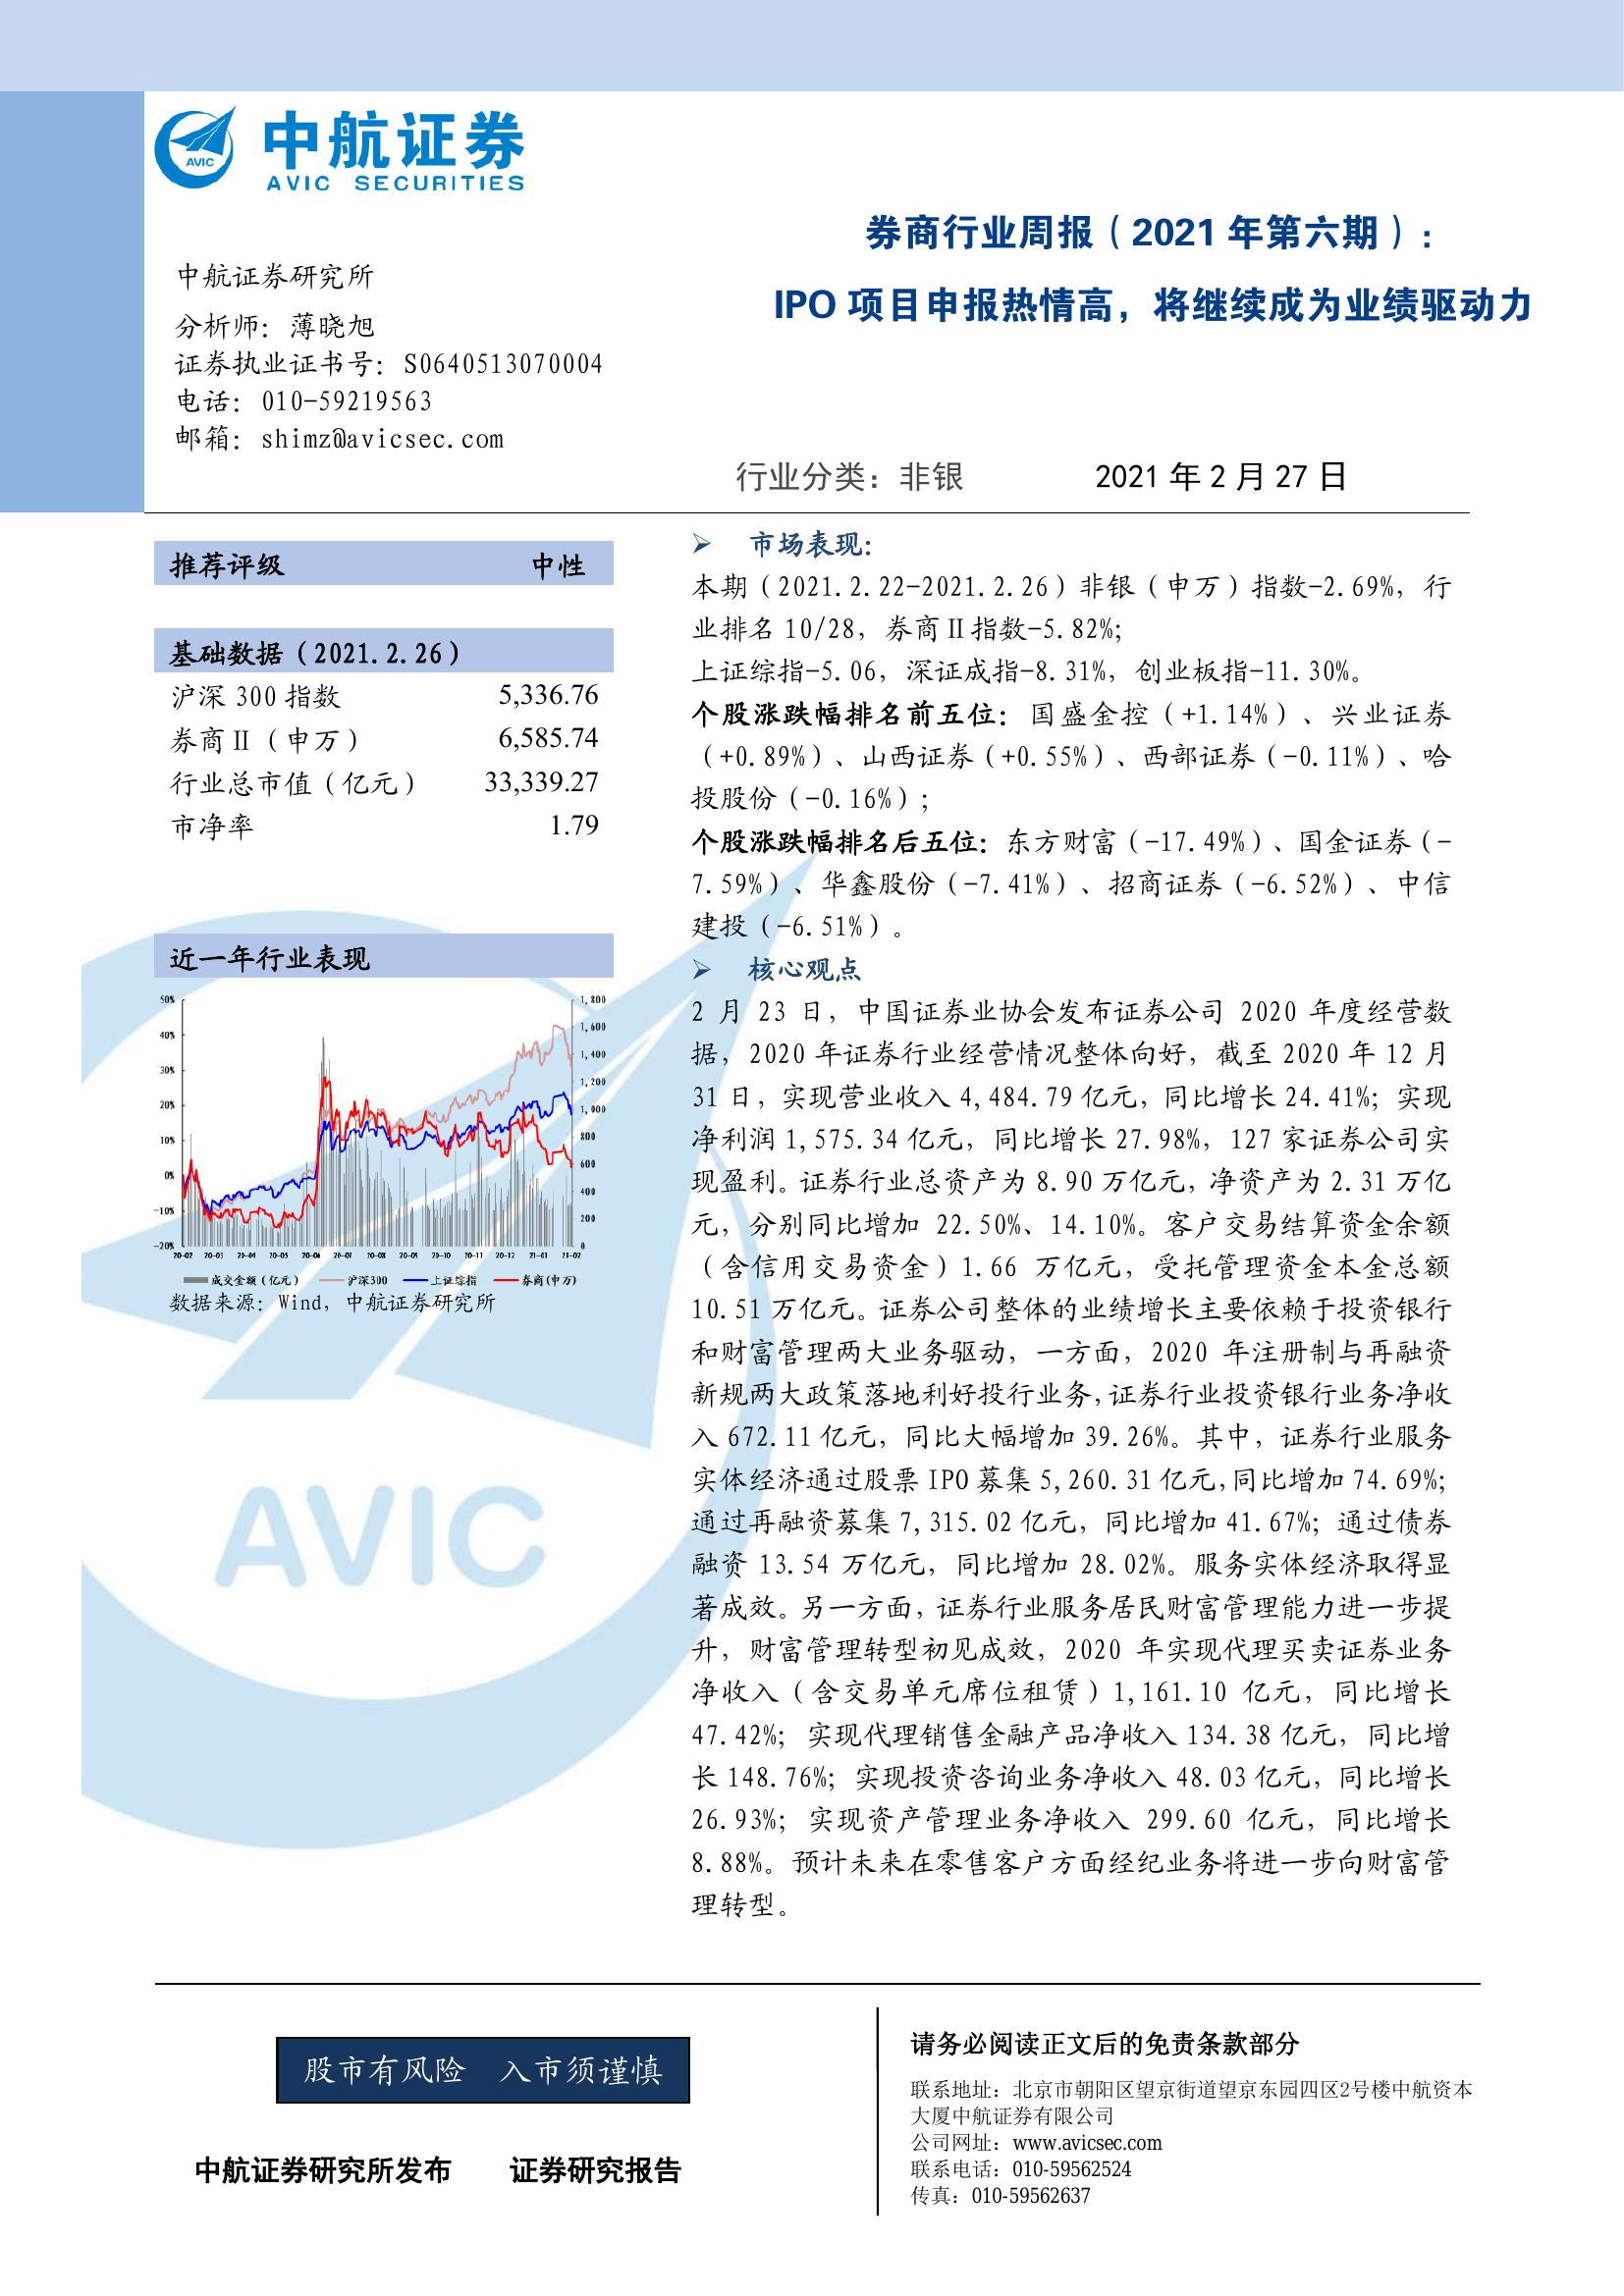 中航证券
AVIC SECURITIES
AVIC
券商行业周报（2021 年第六期）：
IPO 项目申报热情高，将继续成为业绩驱动力
中航证券研究所
分析师：薄晓旭
证券执业证书号：S0640513070004
电话：010-59219563
邮箱：shimz@avicsec.com
行业分类：非银 2021 年 2 月 27 日
推荐评级 中性
基础数据（2021.2.26）
沪深 300 指数 5,336.76
券商Ⅱ（申万） 6,585.74
行业总市值（亿元） 33,339.27
市净率 1.79
近一年行业表现
50%
40%
30%
20%
10%
0%
-10%
-20%
1,800
1,600
1,400
1,200
1,000
800
600
400
200
0
20-02 20-03 20-04 20-05 20-06 20-07 20-08 20-09 20-10 20-11 20-12 21-01 21-02
成交金额（亿元） 沪深300 上证综指 券商(申万)
数据来源：Wind，中航证券研究所
AVIC
市场表现：
本期（2021.2.22-2021.2.26）非银（申万）指数-2.69%，行
业排名 10/28，券商Ⅱ指数-5.82%；
上证综指-5.06，深证成指-8.31%，创业板指-11.30%。
个股涨跌幅排名前五位：国盛金控（+1.14%）、兴业证券
（+0.89%）、山西证券（+0.55%）、西部证券（-0.11%）、哈
投股份（-0.16%）；
个股涨跌幅排名后五位：东方财富（-17.49%）、国金证券（-
7.59%）、华鑫股份（-7.41%）、招商证券（-6.52%）、中信
建投（-6.51%）。
核心观点
2 月 23 日，中国证券业协会发布证券公司 2020 年度经营数
据，2020 年证券行业经营情况整体向好，截至 2020 年 12 月
31 日，实现营业收入 4,484.79 亿元，同比增长 24.41%；实现
净利润 1,575.34 亿元，同比增长 27.98%，127 家证券公司实
现盈利。证券行业总资产为 8.90 万亿元，净资产为 2.31 万亿
元，分别同比增加 22.50%、14.10%。客户交易结算资金余额
（含信用交易资金）1.66 万亿元，受托管理资金本金总额
10.51 万亿元。证券公司整体的业绩增长主要依赖于投资银行
和财富管理两大业务驱动，一方面，2020 年注册制与再融资
新规两大政策落地利好投行业务，证券行业投资银行业务净收
入 672.11 亿元，同比大幅增加 39.26%。其中，证券行业服务
实体经济通过股票 IPO 募集 5,260.31 亿元，同比增加 74.69%；
通过再融资募集 7,315.02 亿元，同比增加 41.67%；通过债券
融资 13.54 万亿元，同比增加 28.02%。服务实体经济取得显
著成效。另一方面，证券行业服务居民财富管理能力进一步提
升，财富管理转型初见成效，2020 年实现代理买卖证券业务
净收入（含交易单元席位租赁）1,161.10 亿元，同比增长
47.42%；实现代理销售金融产品净收入 134.38 亿元，同比增
长 148.76%；实现投资咨询业务净收入 48.03 亿元，同比增长
26.93%；实现资产管理业务净收入 299.60 亿元，同比增长
8.88%。预计未来在零售客户方面经纪业务将进一步向财富管
理转型。
股市有风险 入市须谨慎
中航证券研究所发布 证券研究报告
请务必阅读正文后的免责条款部分
联系地址：北京市朝阳区望京街道望京东园四区2号楼中航资本
大厦中航证券有限公司
公司网址：www.avicsec.com
联系电话：010-59562524
传真：010-59562637